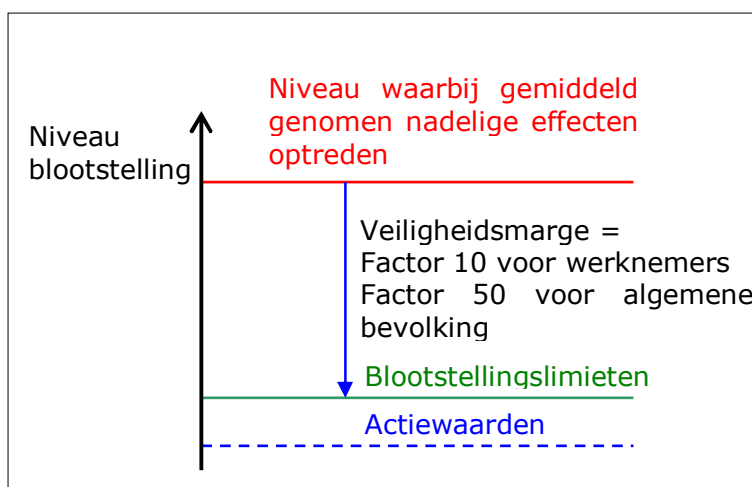 Niveau waarbij gemiddeld
genomen nadelige effecten
optreden
Niveau
blootstelling
Veiligheidsmarge =
Factor 10 voor werknemers
Factor 50 voor algemene
bevolking
Blootstellingslimieten
Actiewaarden